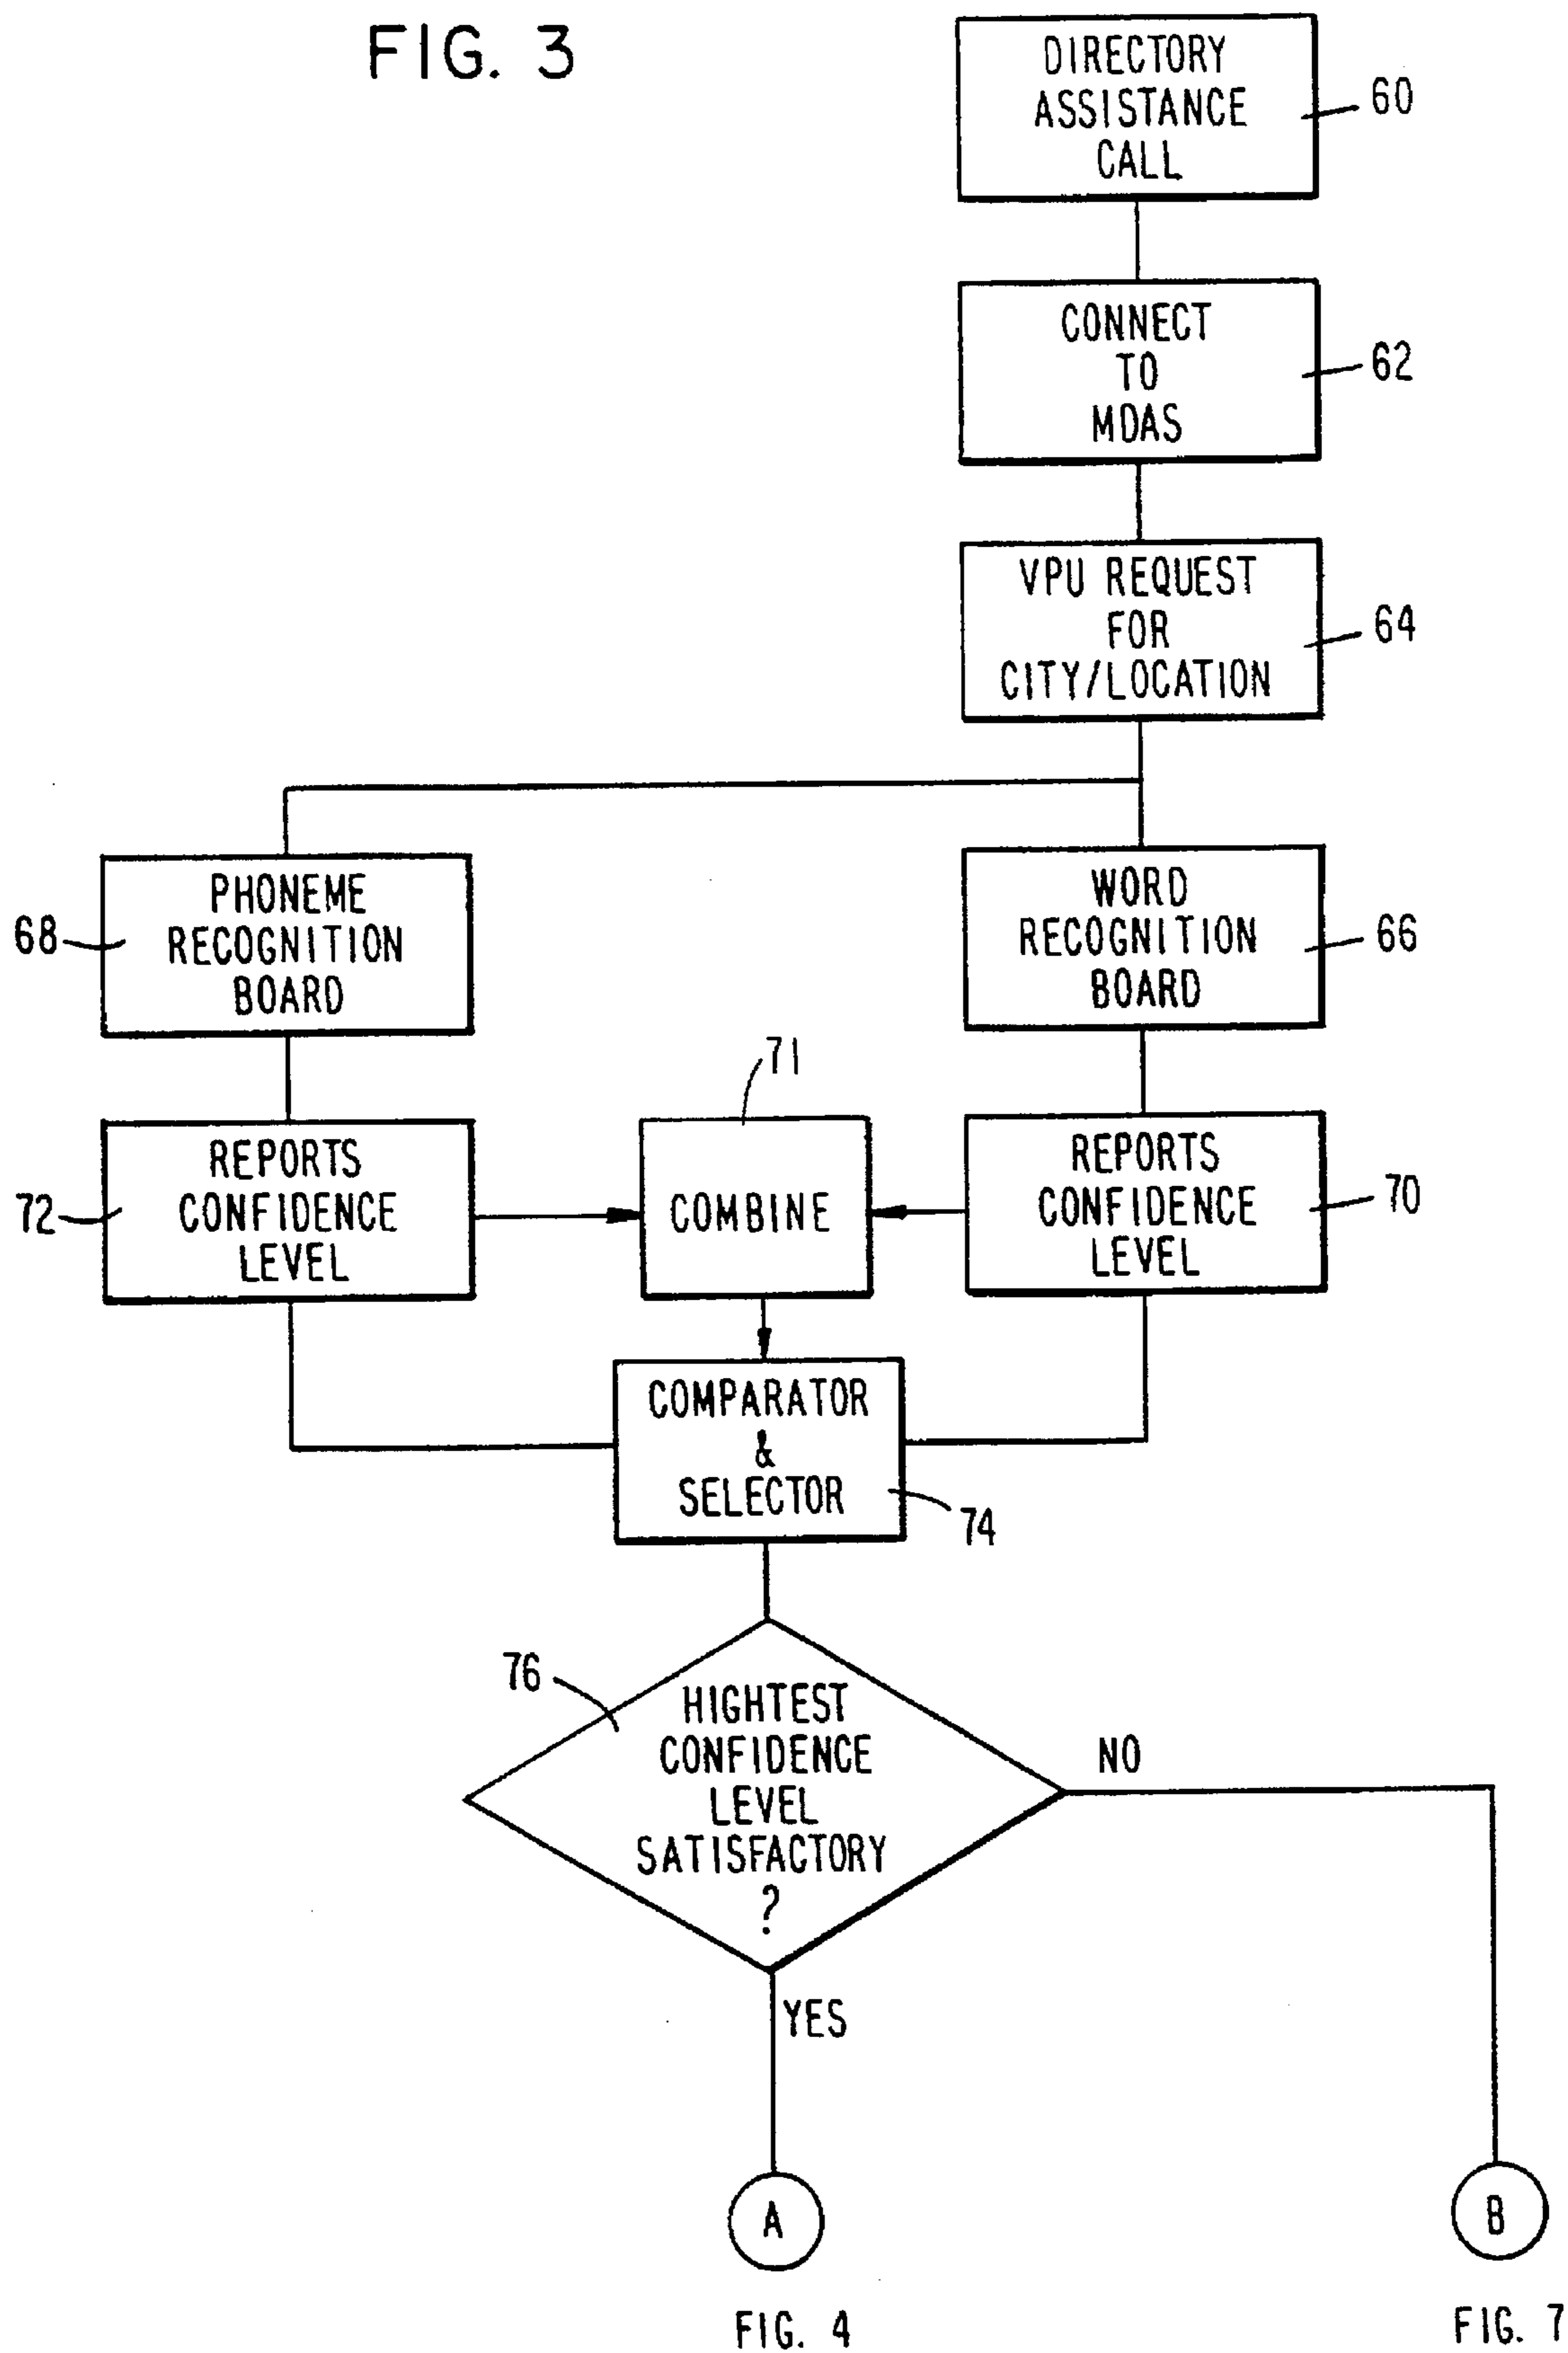 FIG. 3
DIRECTORY
ASSISTANCE
CALL
60
CONNECT
TO
MDAS
62
VPU REQUEST
FOR
CITY/LOCATION
64
PHONEME
RECOGNITION
BOARD
68
WORD
RECOGNITION
BOARD
66
71
REPORTS
CONFIDENCE
LEVEL
72
COMBINE
REPORTS
CONFIDENCE
LEVEL
70
COMPARATOR
&
SELECTOR
74
76
HIGHTEST
CONFIDENCE
LEVEL
SATISFACTORY
?
NO
YES
A
B
FIG. 4
FIG. 7